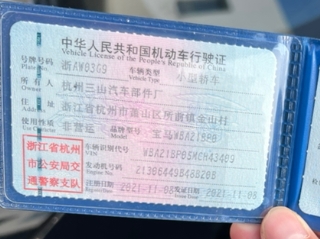 中华人民共和国机动车行驶证
Vehicle License of the People's Republic of China
号牌号码 浙AW03G9 车辆类型 小型轿车
Plate No. Vehicle Type
所有人 杭州三山汽车部件厂
Owner
住址 浙江省杭州市萧山区所前镇金山村
Address
使用性质 非营运 品牌型号 宝马WBA218P0
浙江省杭州
市公安局交
通警察支队
车辆识别代号
VIN
发动机号码
Engine No.
注册日期 2021-11-08 发证日期 2021-11-08